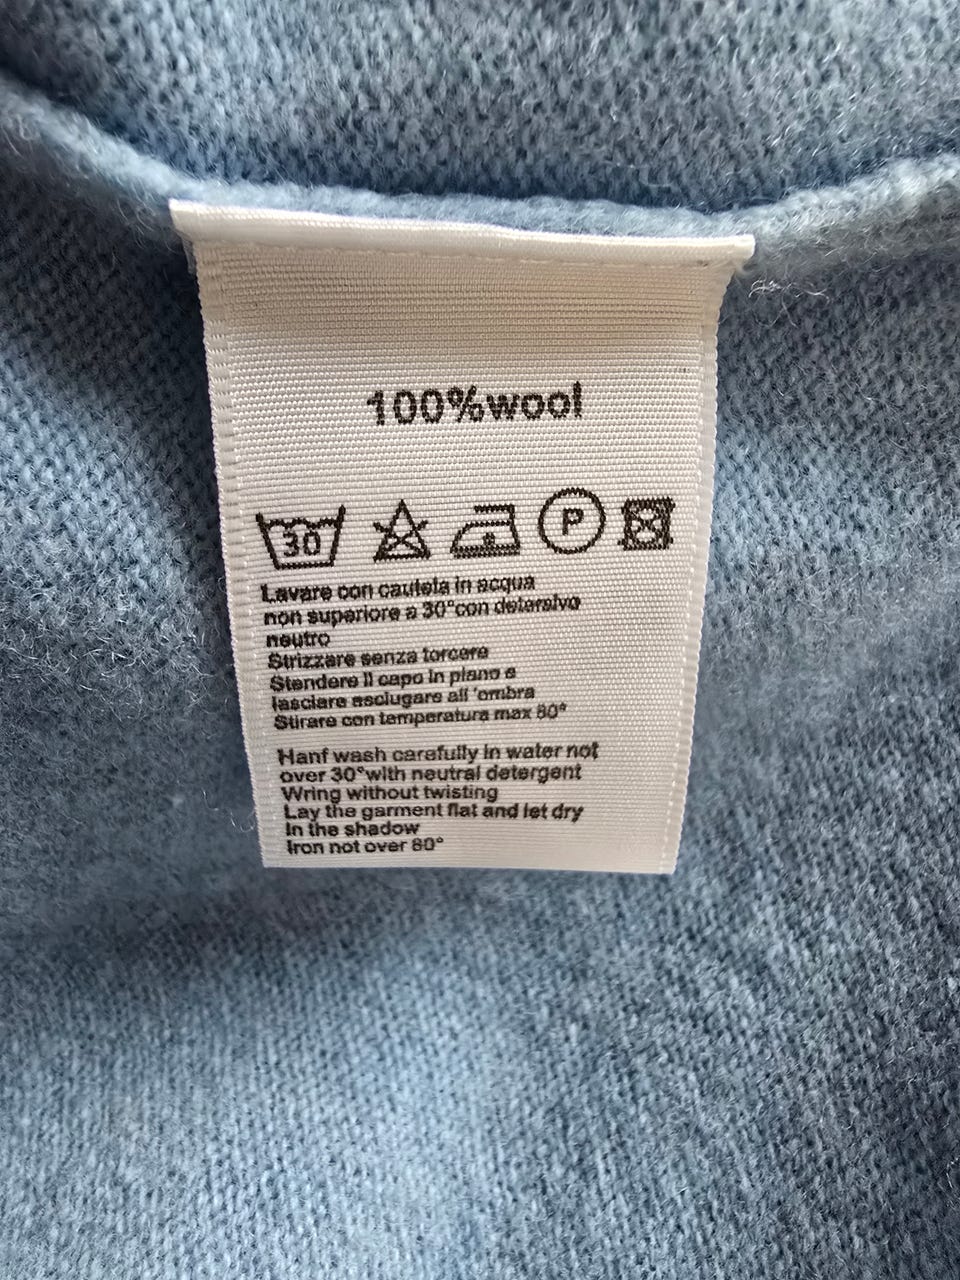 100%wool
30 P
Lavare con cautela in acqua
non superiore a 30°con detersivo
neutro
Strizzare senza torcere
Stendere il capo in piano e
lasciare asciugare all 'ombra
Stirare con temperatura max 80°
Hanf wash carefully in water not
over 30°with neutral detergent
Wring without twisting
Lay the garment flat and let dry
In the shadow
Iron not over 80°